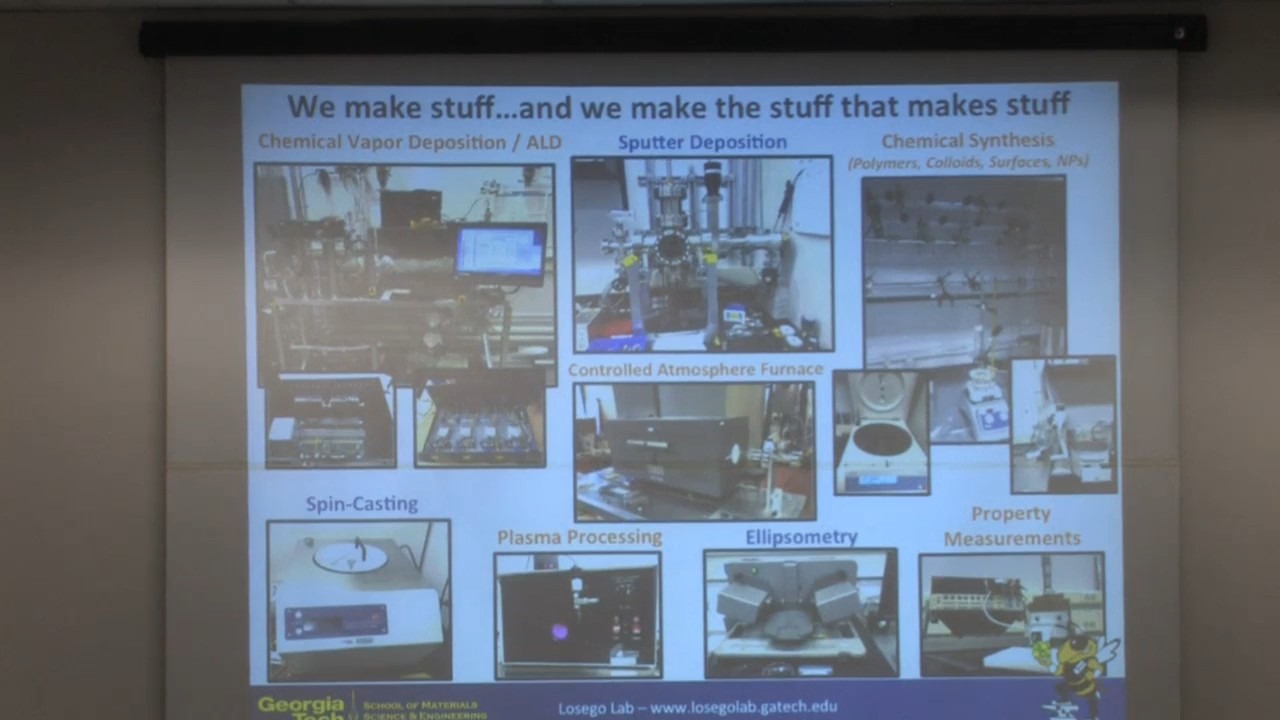 We make stuff...and we make the stuff that makes stuff
Chemical Vapor Deposition / ALD
Sputter Deposition
Chemical Synthesis
(Polymers, Colloids, Surfaces, NPs)
Controlled Atmosphere Furnace
Spin-Casting
Plasma Processing
Ellipsometry
Property
Measurements
Georgia
Tech
SCHOOL OF MATERIALS
SCIENCE & ENGINEERING
Losego Lab – www.losegolab.gatech.edu